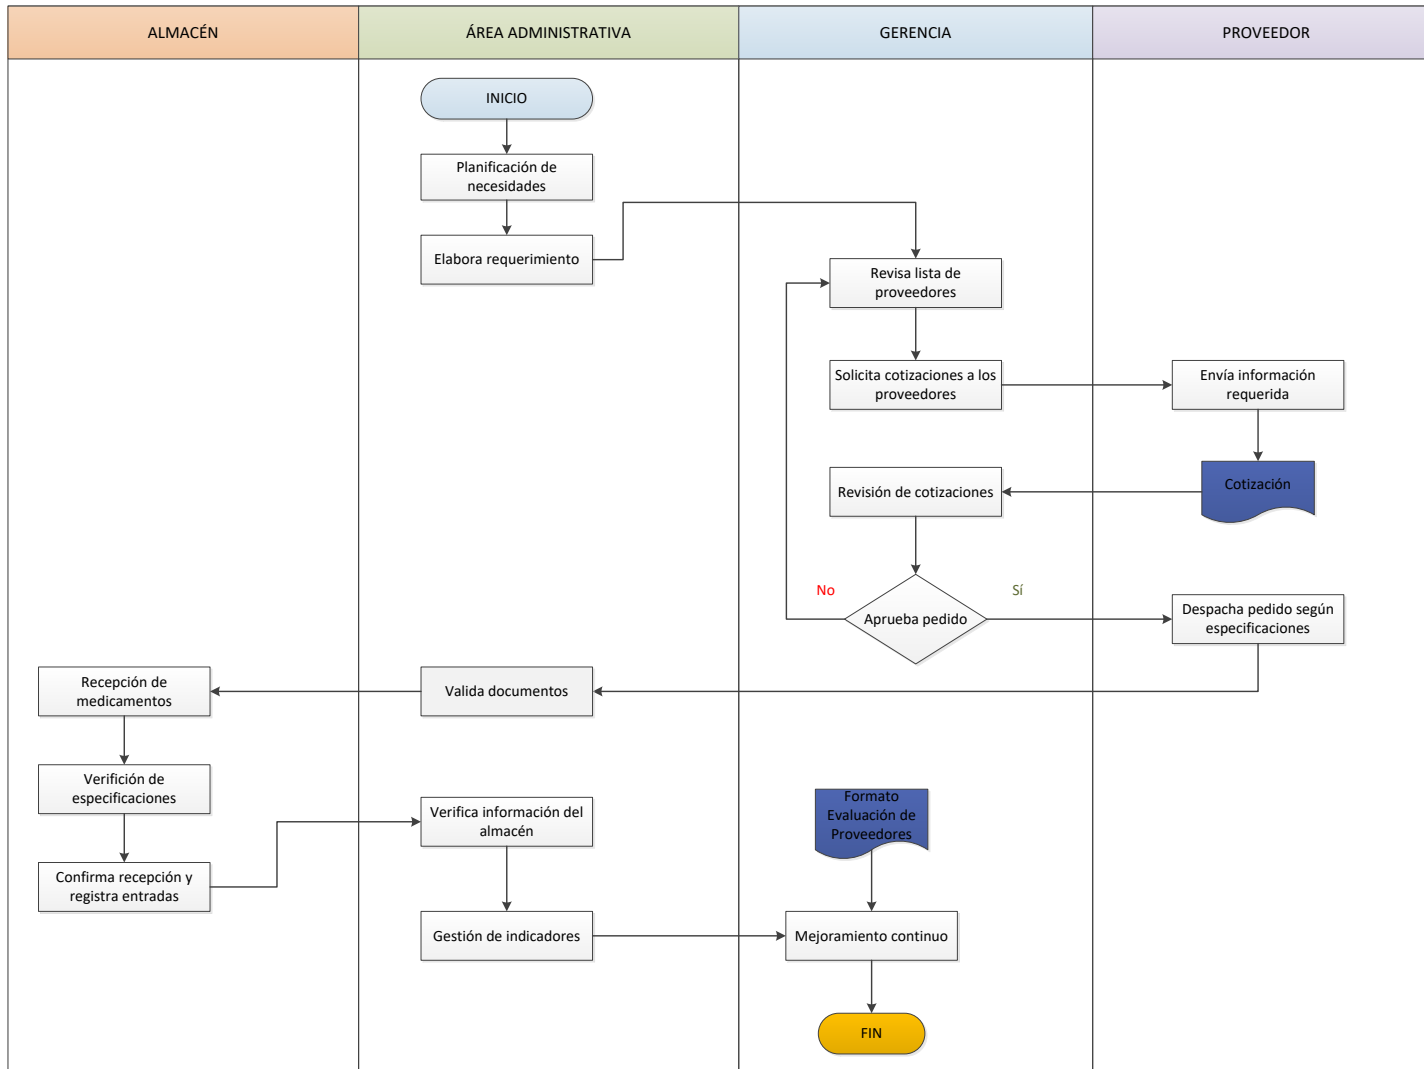 ALMACÉN
ÁREA ADMINISTRATIVA
GERENCIA
PROVEEDOR
INICIO
Planificación de
necesidades
Elabora requerimiento
Revisa lista de
proveedores
Solicita cotizaciones a los
proveedores
Envía información
requerida
Cotización
Revisión de cotizaciones
No
Sí
Aprueba pedido
Despacha pedido según
especificaciones
Valida documentos
Recepción de
medicamentos
Verifición de
especificaciones
Confirma recepción y
registra entradas
Verifica información del
almacén
Formato
Evaluación de
Proveedores
Gestión de indicadores
Mejoramiento continuo
FIN